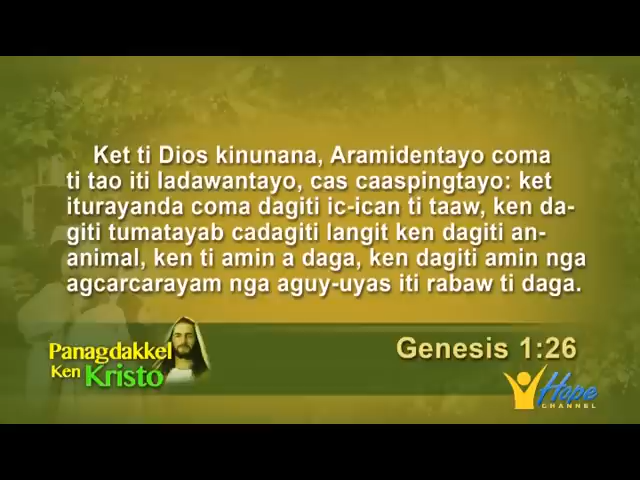 Ket ti Dios kinunana, Aramidentayo coma
ti tao iti ladawantayo, cas caaspingtayo: ket
iturayanda coma dagiti ic-ican ti taaw, ken da-
giti tumatayab cadagiti langit ken dagiti an-
animal, ken ti amin a daga, ken dagiti amin nga
agcarcarayam nga aguy-uyas iti rabaw ti daga.
Genesis 1:26
Panagdakkel
Ken Kristo
Hope
CHANNEL